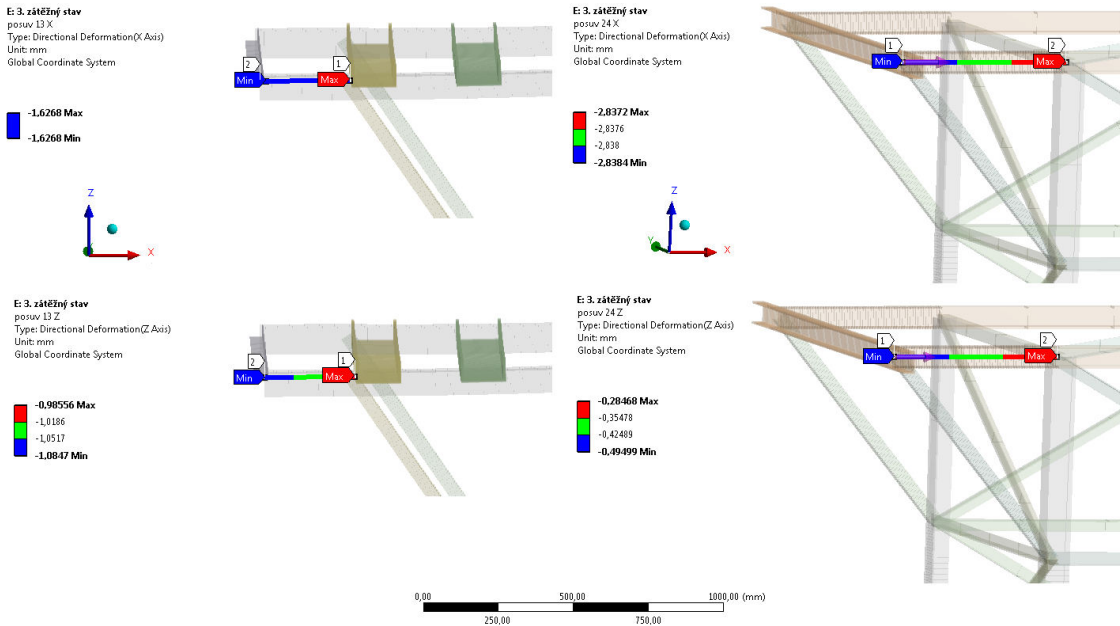 E: 3. zátěžný stav
posuv 13 X
Type: Directional Deformation(X Axis)
Unit: mm
Global Coordinate System
-1,6268 Max
-1,6268 Min
2
1
Min
Max
Z
X
E: 3. zátěžný stav
posuv 24 X
Type: Directional Deformation(X Axis)
Unit: mm
Global Coordinate System
-2,8372 Max
-2,8376
-2,838
-2,8384 Min
1
2
Min
Max
Z
Y
X
E: 3. zátěžný stav
posuv 13 Z
Type: Directional Deformation(Z Axis)
Unit: mm
Global Coordinate System
-0,98556 Max
-1,0186
-1,0517
-1,0847 Min
2
1
Min
Max
E: 3. zátěžný stav
posuv 24 Z
Type: Directional Deformation(Z Axis)
Unit: mm
Global Coordinate System
-0,28468 Max
-0,35478
-0,42489
-0,49499 Min
1
2
Min
Max
0,00 500,00 1000,00 (mm)
250,00 750,00